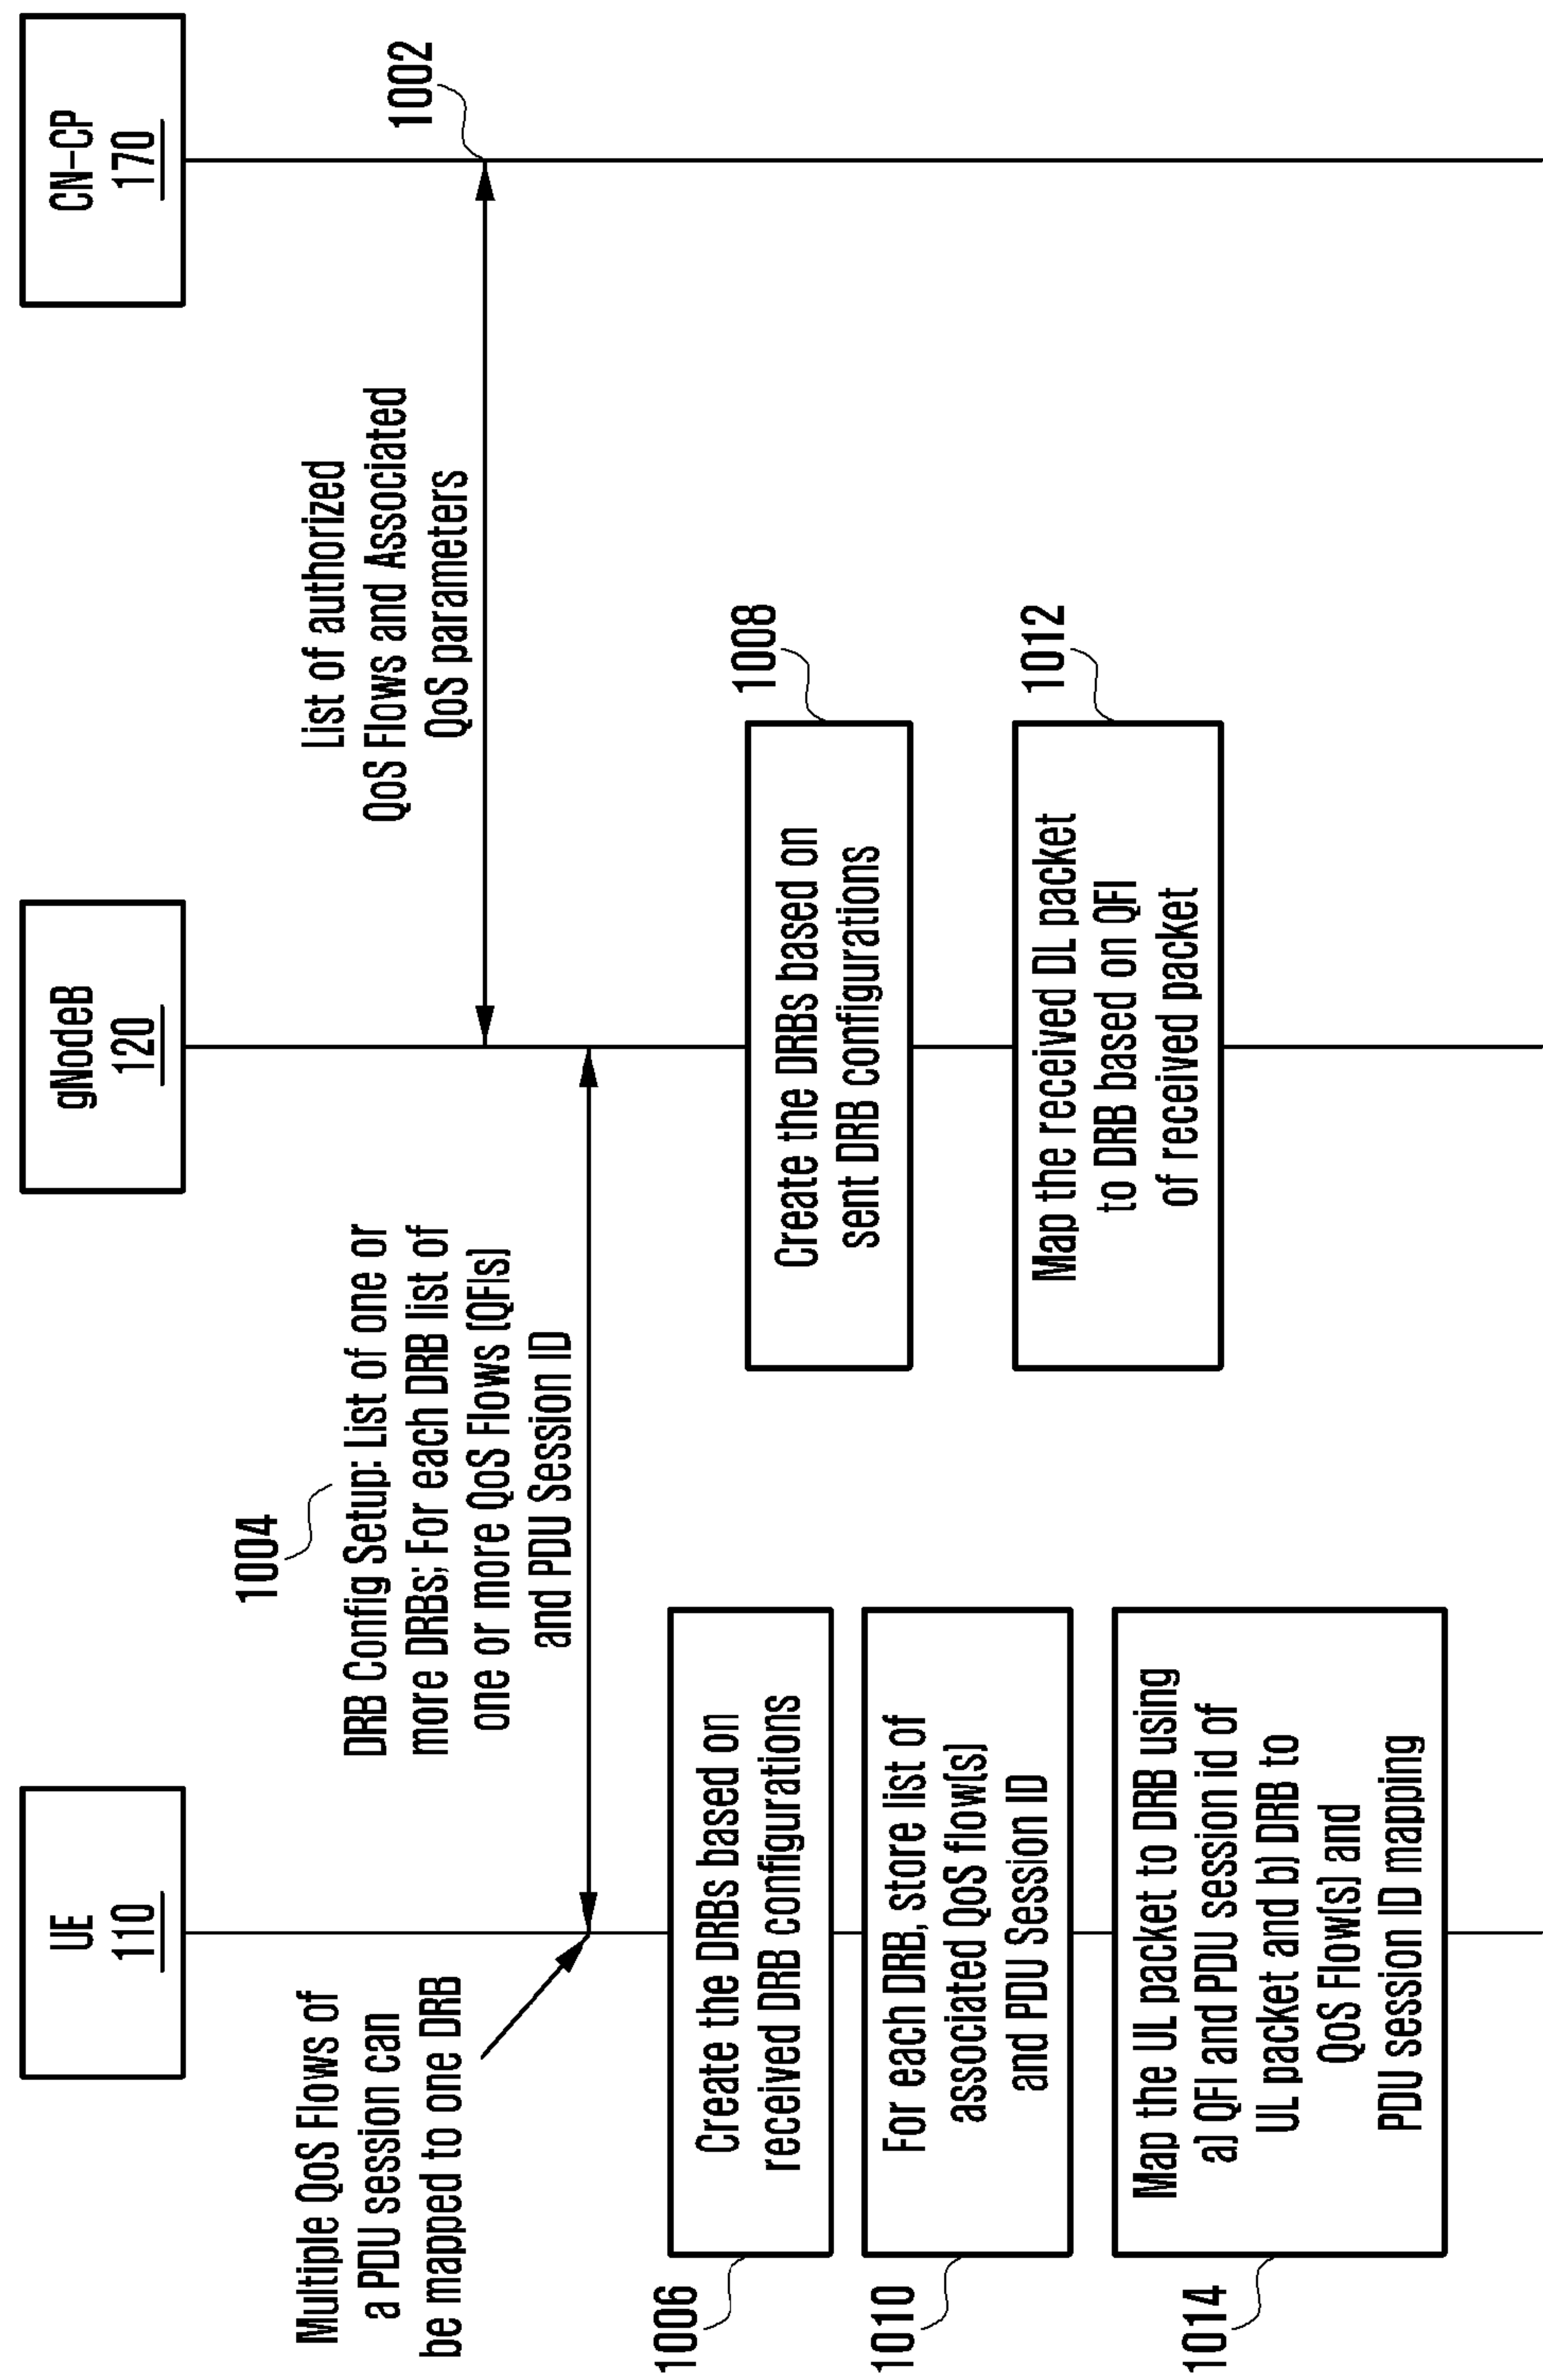 UE
110
gNodeB
120
CN-CP
170
1002
List of authorized
QoS Flows and Associated
QoS parameters
1004
DRB Config Setup: List of one or
more DRBs; For each DRB list of
one or more QoS Flows (QFIs)
and PDU Session ID
Multiple QoS Flows of
a PDU session can
be mapped to one DRB
1006
Create the DRBs based on
received DRB configurations
1008
Create the DRBs based on
sent DRB configurations
1010
For each DRB, store list of
associated QoS flow(s)
and PDU Session ID
1012
Map the received DL packet
to DRB based on QFI
of received packet
1014
Map the UL packet to DRB using
a) QFI and PDU session id of
UL packet and b) DRB to
QoS Flow(s) and
PDU session ID mapping